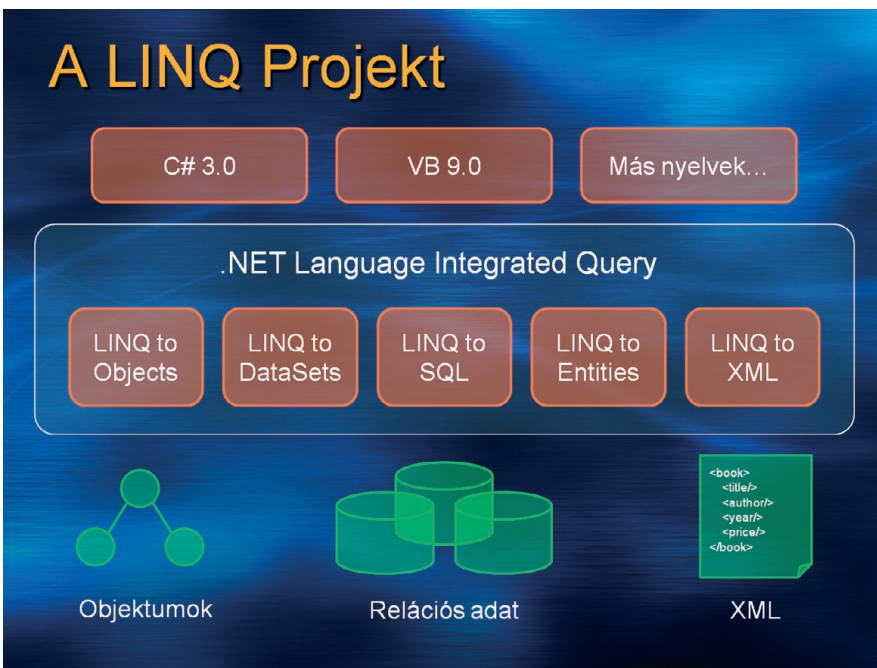 A LINQ Projekt
C# 3.0
VB 9.0
Más nyelvek...
.NET Language Integrated Query
LINQ to
Objects
LINQ to
DataSets
LINQ to
SQL
LINQ to
Entities
LINQ to
XML
<book>
<title/>
<author/>
<year/>
<price/>
</book>
Objektumok
Relációs adat
XML